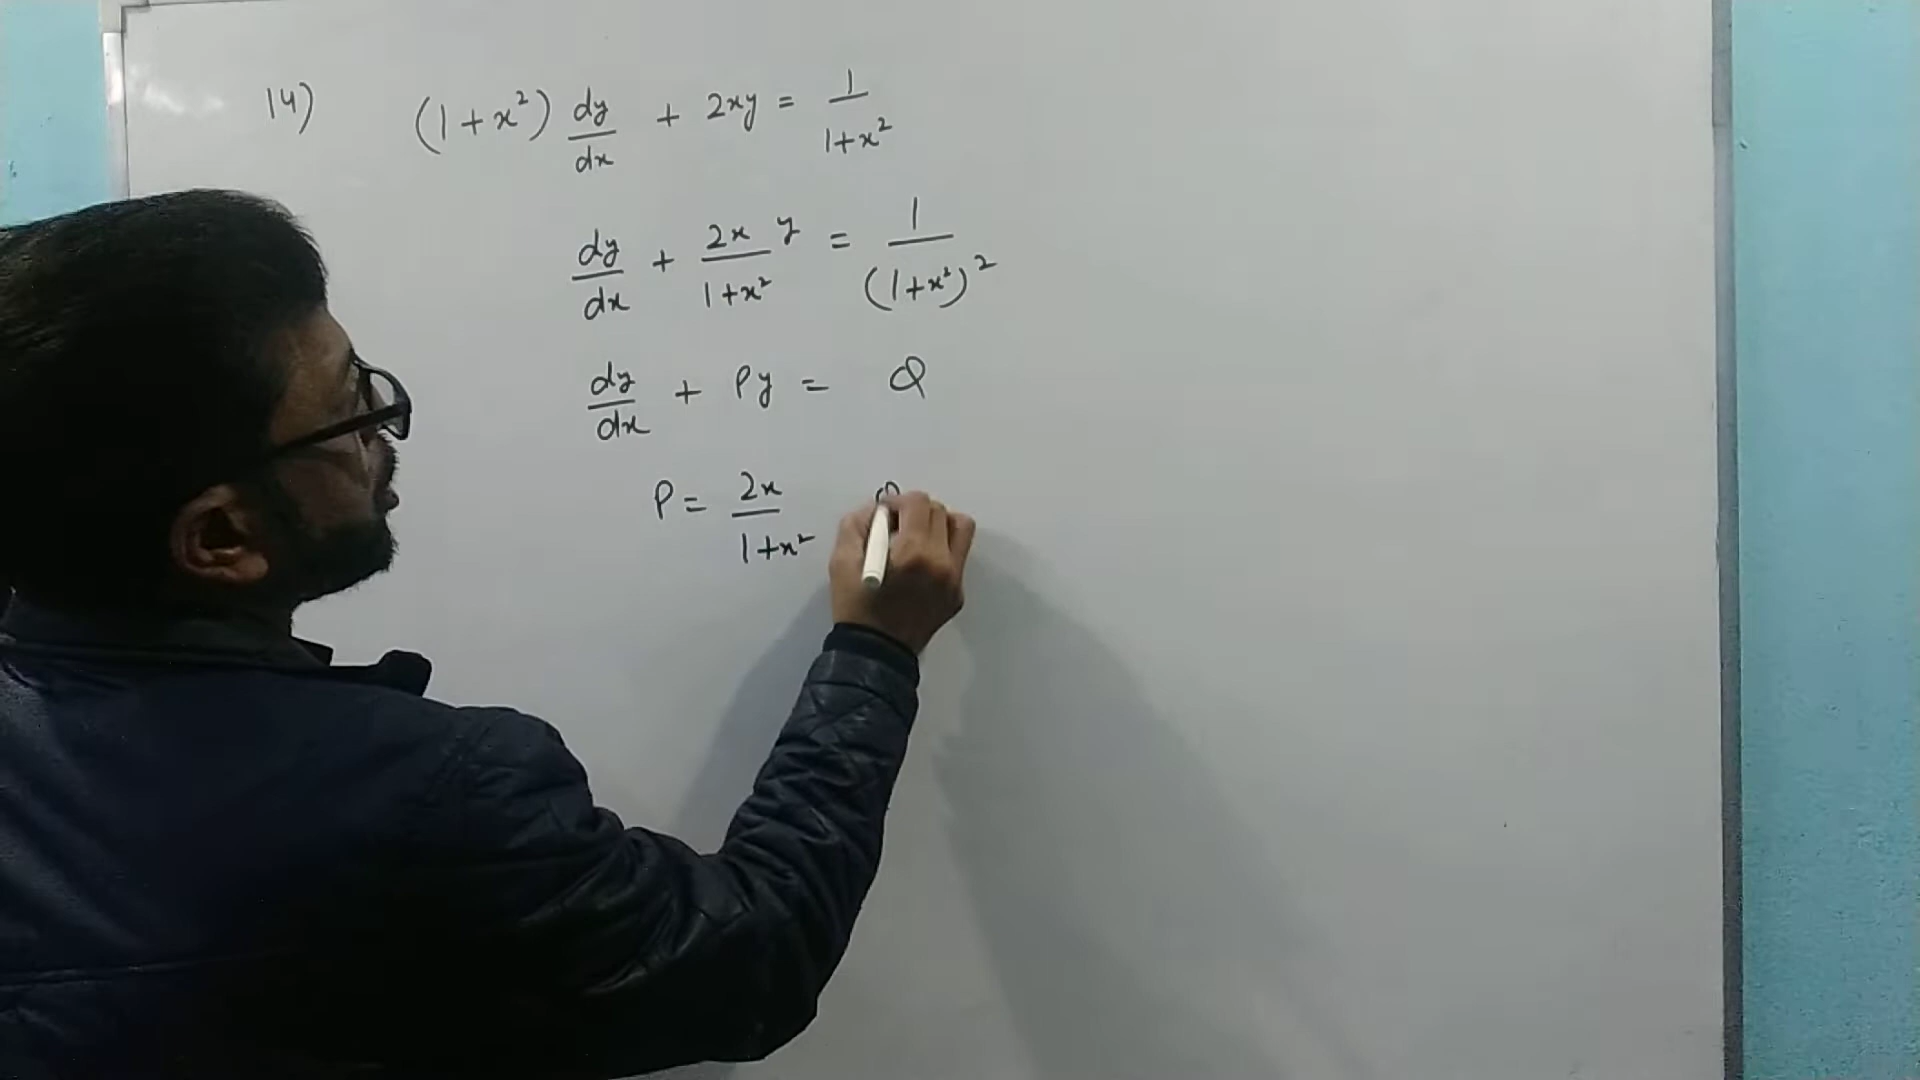 14) (1+x²) dy/dx + 2xy = 1/1+x²
dy/dx + 2x/1+x² y = 1/(1+x²)²
dy/dx + Py = Q
P = 2x/1+x² Q